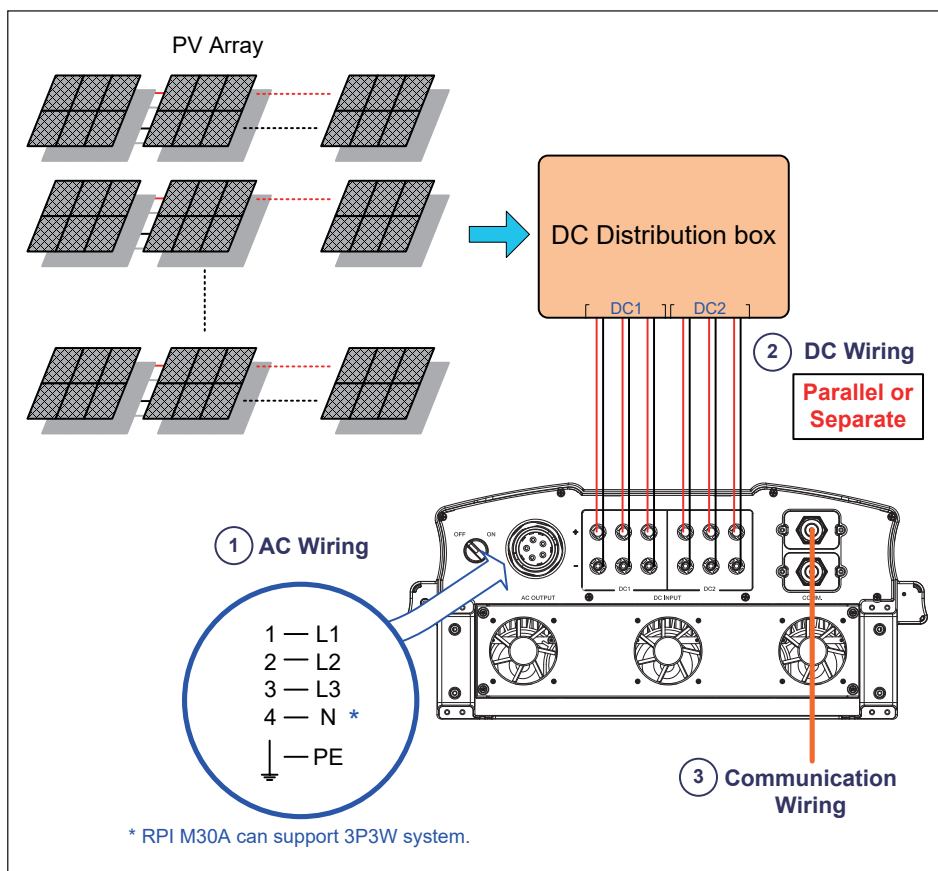 PV Array
DC Distribution box
DC1
DC2
2 DC Wiring
Parallel or
Separate
1 AC Wiring
OFF
ON
+
-
AC OUTPUT
DC1
DC INPUT
DC2
COMM.
1 — L1
2 — L2
3 — L3
4 — N *
— PE
3 Communication
Wiring
* RPI M30A can support 3P3W system.